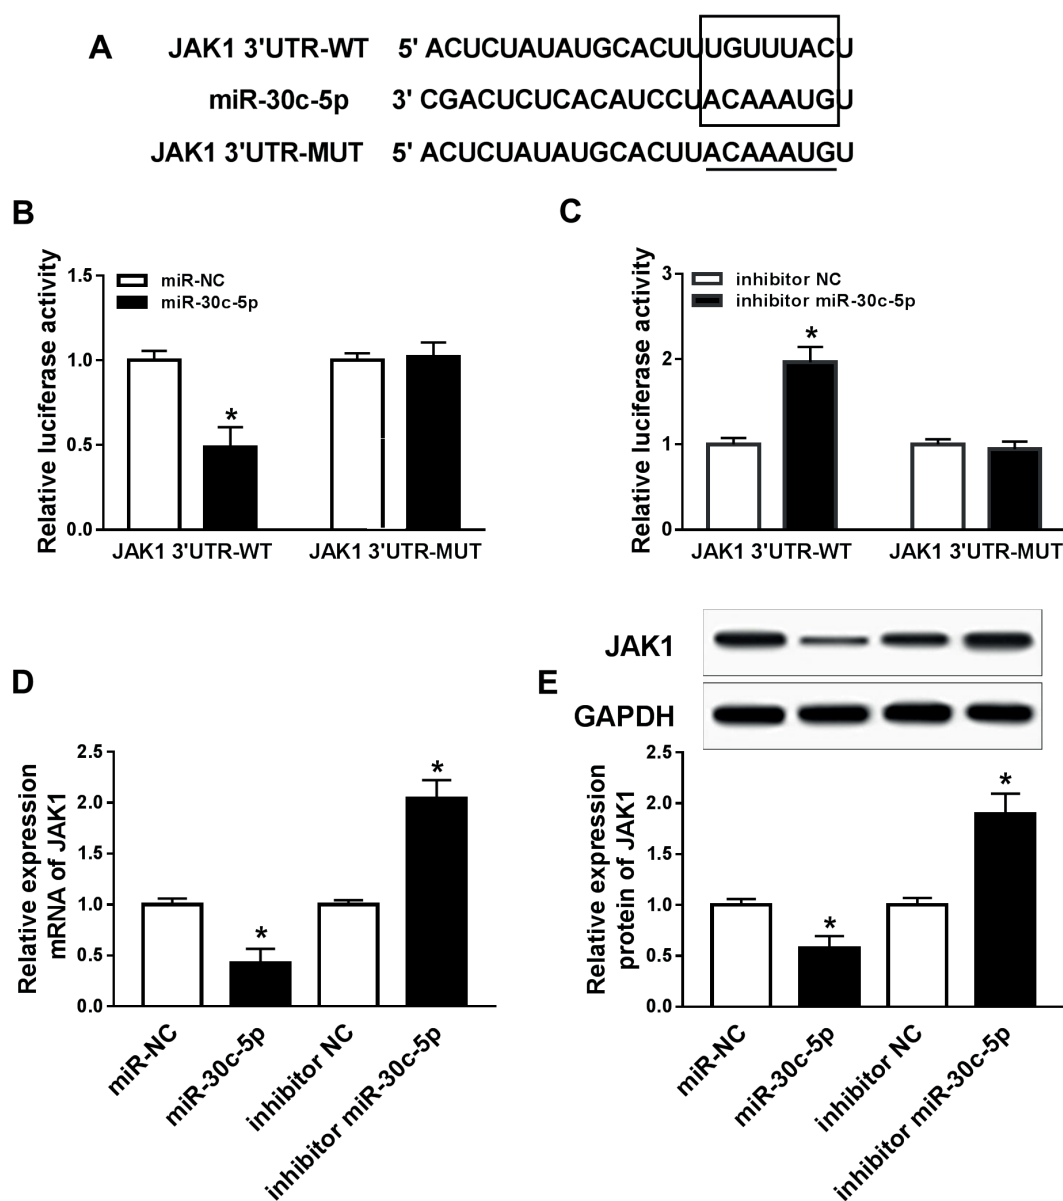 A
JAK1 3'UTR-WT 5' ACUCUAUAUGCACUUUGUUUACU
miR-30c-5p 3' CGACUCUCACAUCCUACAAAUGU
JAK1 3'UTR-MUT 5' ACUCUAUAUGCACUUACAAAUGU
B
Relative luciferase activity
1.5
1.0
0.5
0.0
miR-NC
miR-30c-5p
*
JAK1 3'UTR-WT JAK1 3'UTR-MUT
C
Relative luciferase activity
3
2
1
0
inhibitor NC
inhibitor miR-30c-5p
*
JAK1 3'UTR-WT JAK1 3'UTR-MUT
D
Relative expression
mRNA of JAK1
2.5
2.0
1.5
1.0
0.5
0.0
*
*
miR-NC
miR-30c-5p
inhibitor NC
inhibitor miR-30c-5p
E
JAK1
GAPDH
Relative expression
protein of JAK1
2.5
2.0
1.5
1.0
0.5
0.0
*
*
miR-NC
miR-30c-5p
inhibitor NC
inhibitor miR-30c-5p